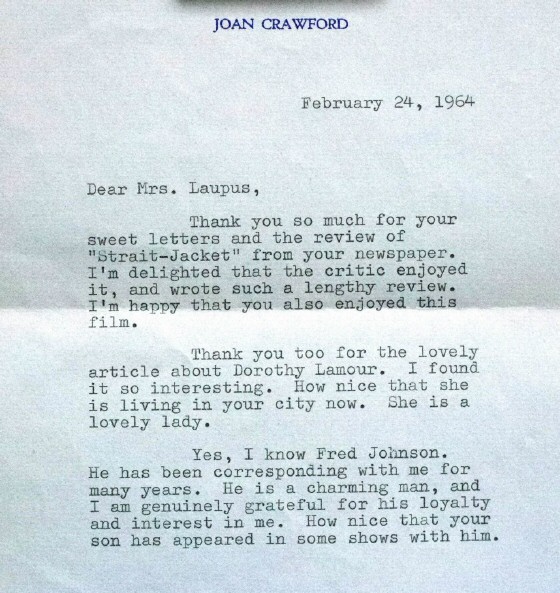 JOAN CRAWFORD
February 24, 1964
Dear Mrs. Laupus,
Thank you so much for your
sweet letters and the review of
"Strait-Jacket" from your newspaper.
I'm delighted that the critic enjoyed
it, and wrote such a lengthy review.
I'm happy that you also enjoyed this
film.
Thank you too for the lovely
article about Dorothy Lamour. I found
it so interesting. How nice that she
is living in your city now. She is a
lovely lady.
Yes, I know Fred Johnson.
He has been corresponding with me for
many years. He is a charming man, and
I am genuinely grateful for his loyalty
and interest in me. How nice that your
son has appeared in some shows with him.